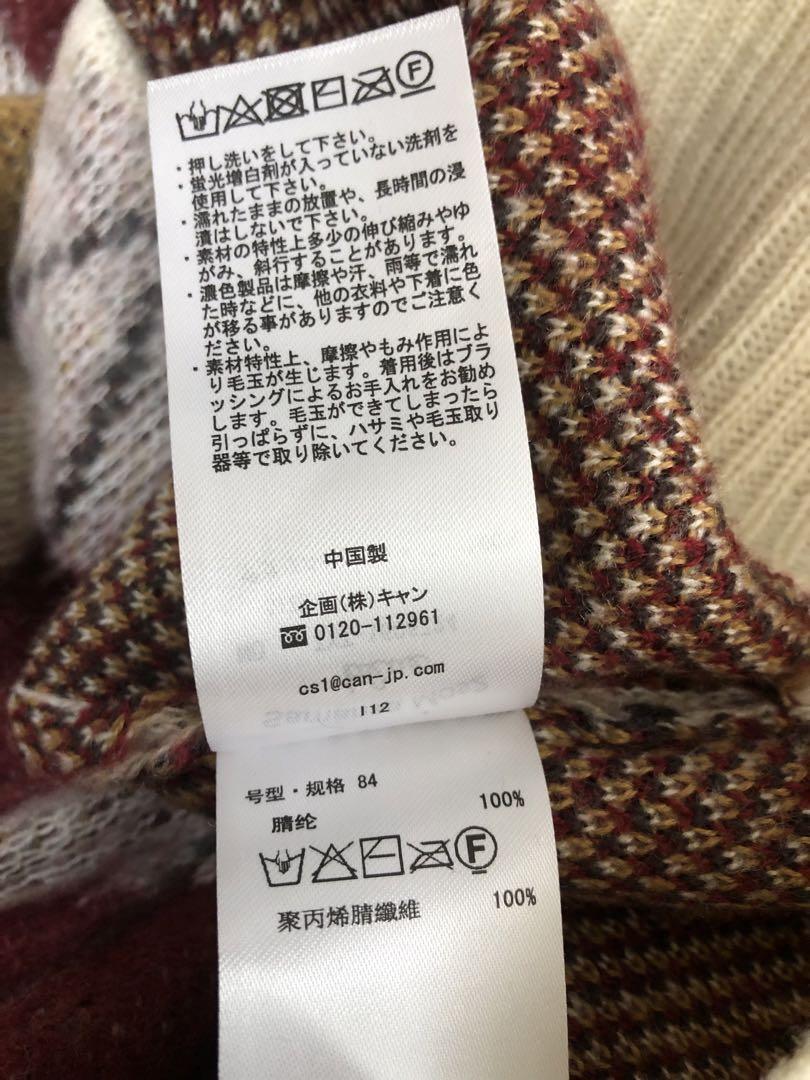 F
・押し洗いをして下さい。
・蛍光増白剤が入っていない洗剤を
使用して下さい。
・濡れたままの放置や、長時間の浸
漬はしないで下さい。
・素材の特性上多少の伸び縮みやゆ
がみ、斜行することがあります。
・濃色製品は摩擦や汗、雨等で濡れ
た時などに、他の衣料や下着に色
が移る事がありますのでご注意く
ださい。
・素材特性上、摩擦やもみ作用によ
り毛玉が生じます。着用後はブラ
ッシングによるお手入れをお勧め
します。毛玉ができてしまったら
引っぱらずに、ハサミや毛玉取り
器等で取り除いてください。
中国製
企画(株)キャン
0120-112961
cs1@can-jp.com
112
号型・规格 84
腈纶 100%
F
聚丙烯腈纖維 100%